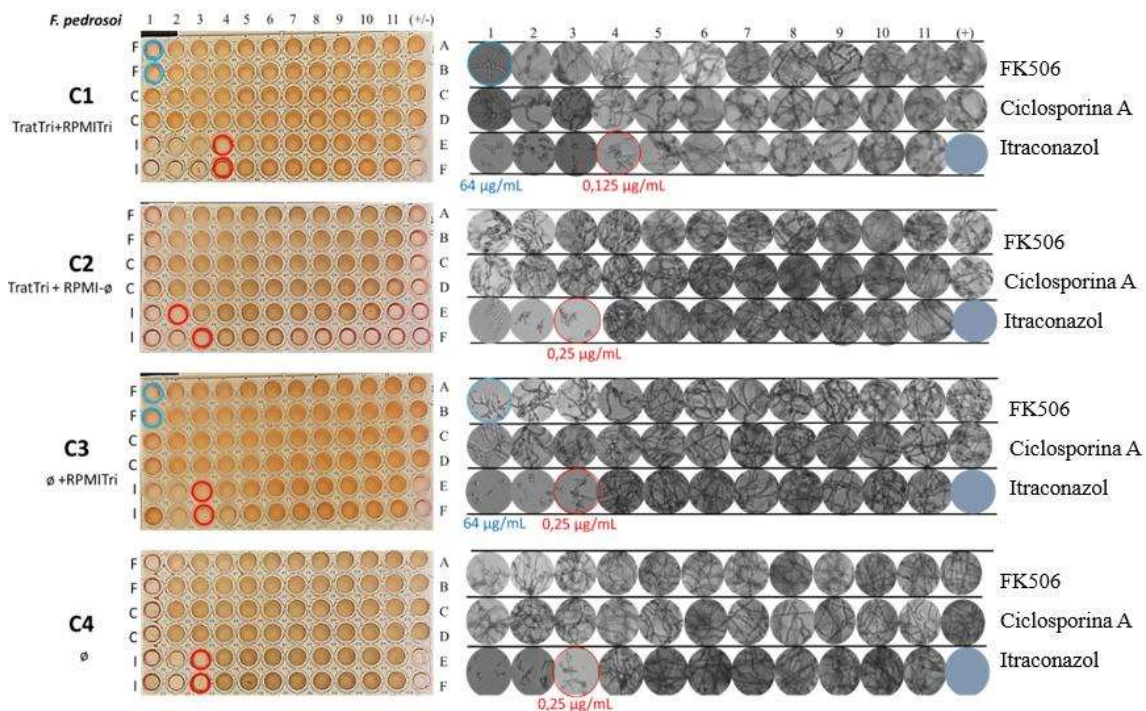 F. pedrosoi 1 2 3 4 5 6 7 8 9 10 11 (+/-) 1 2 3 4 5 6 7 8 9 10 11 (+)
F A FK506
F B
C1 C C Ciclosporina A
TratTri+RPMITri C D
I E Itraconazol
I F
64 µg/mL 0,125 µg/mL
F A FK506
F B
C2 C C Ciclosporina A
TratTri + RPMI-ø C D
I E Itraconazol
I F
0,25 µg/mL
F A FK506
F B
C3 C C Ciclosporina A
ø +RPMITri C D
I E Itraconazol
I F
64 µg/mL 0,25 µg/mL
F A FK506
F B
C4 C C Ciclosporina A
ø C D
I E Itraconazol
I F
0,25 µg/mL